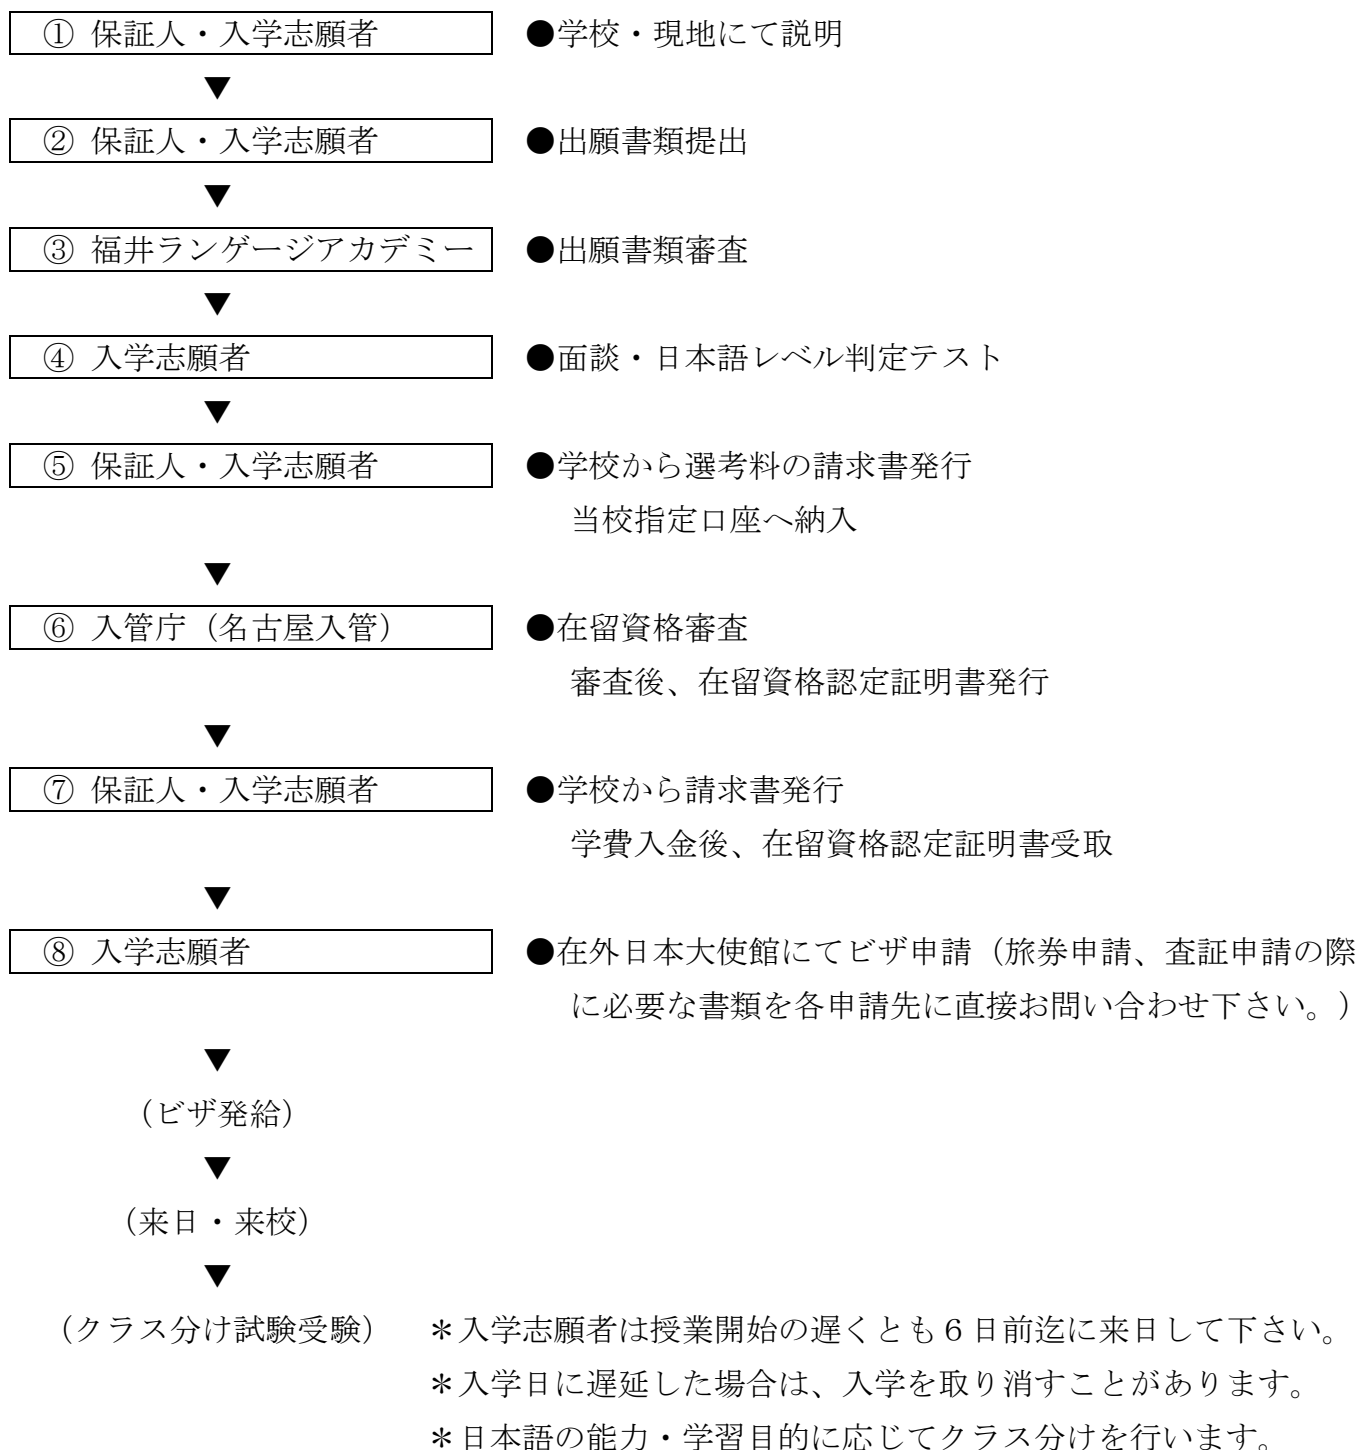 ① 保証人・入学志願者 ●学校・現地にて説明
▼
② 保証人・入学志願者 ●出願書類提出
▼
③ 福井ランゲージアカデミー ●出願書類審査
▼
④ 入学志願者 ●面談・日本語レベル判定テスト
▼
⑤ 保証人・入学志願者 ●学校から選考料の請求書発行
当校指定口座へ納入
▼
⑥ 入管庁（名古屋入管） ●在留資格審査
審査後、在留資格認定証明書発行
▼
⑦ 保証人・入学志願者 ●学校から請求書発行
学費入金後、在留資格認定証明書受取
▼
⑧ 入学志願者 ●在外日本大使館にてビザ申請（旅券申請、査証申請の際
に必要な書類を各申請先に直接お問い合わせ下さい。）
▼
（ビザ発給）
▼
（来日・来校）
▼
（クラス分け試験受験） ＊入学志願者は授業開始の遅くとも６日前迄に来日して下さい。
＊入学日に遅延した場合は、入学を取り消すことがあります。
＊日本語の能力・学習目的に応じてクラス分けを行います。